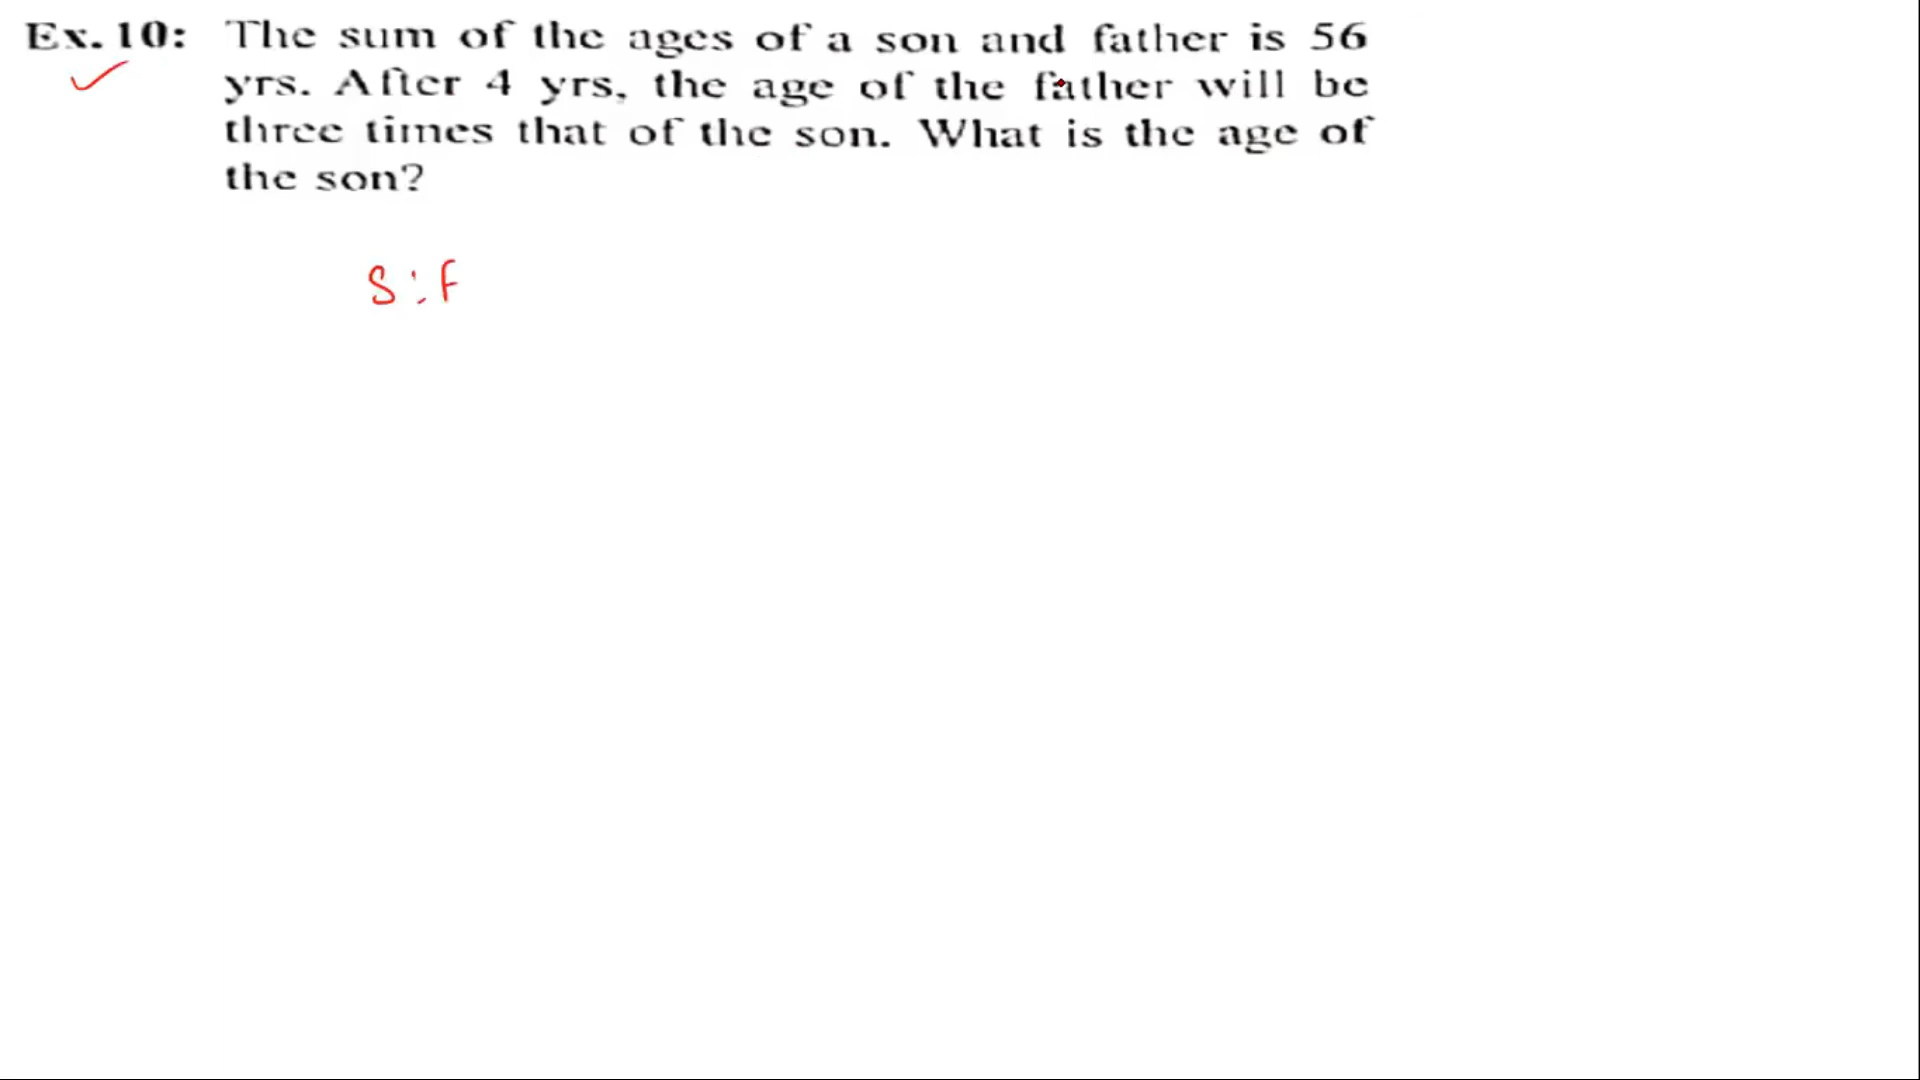 Ex. 10: The sum of the ages of a son and father is 56
yrs. After 4 yrs, the age of the father will be
three times that of the son. What is the age of
the son?
S : F